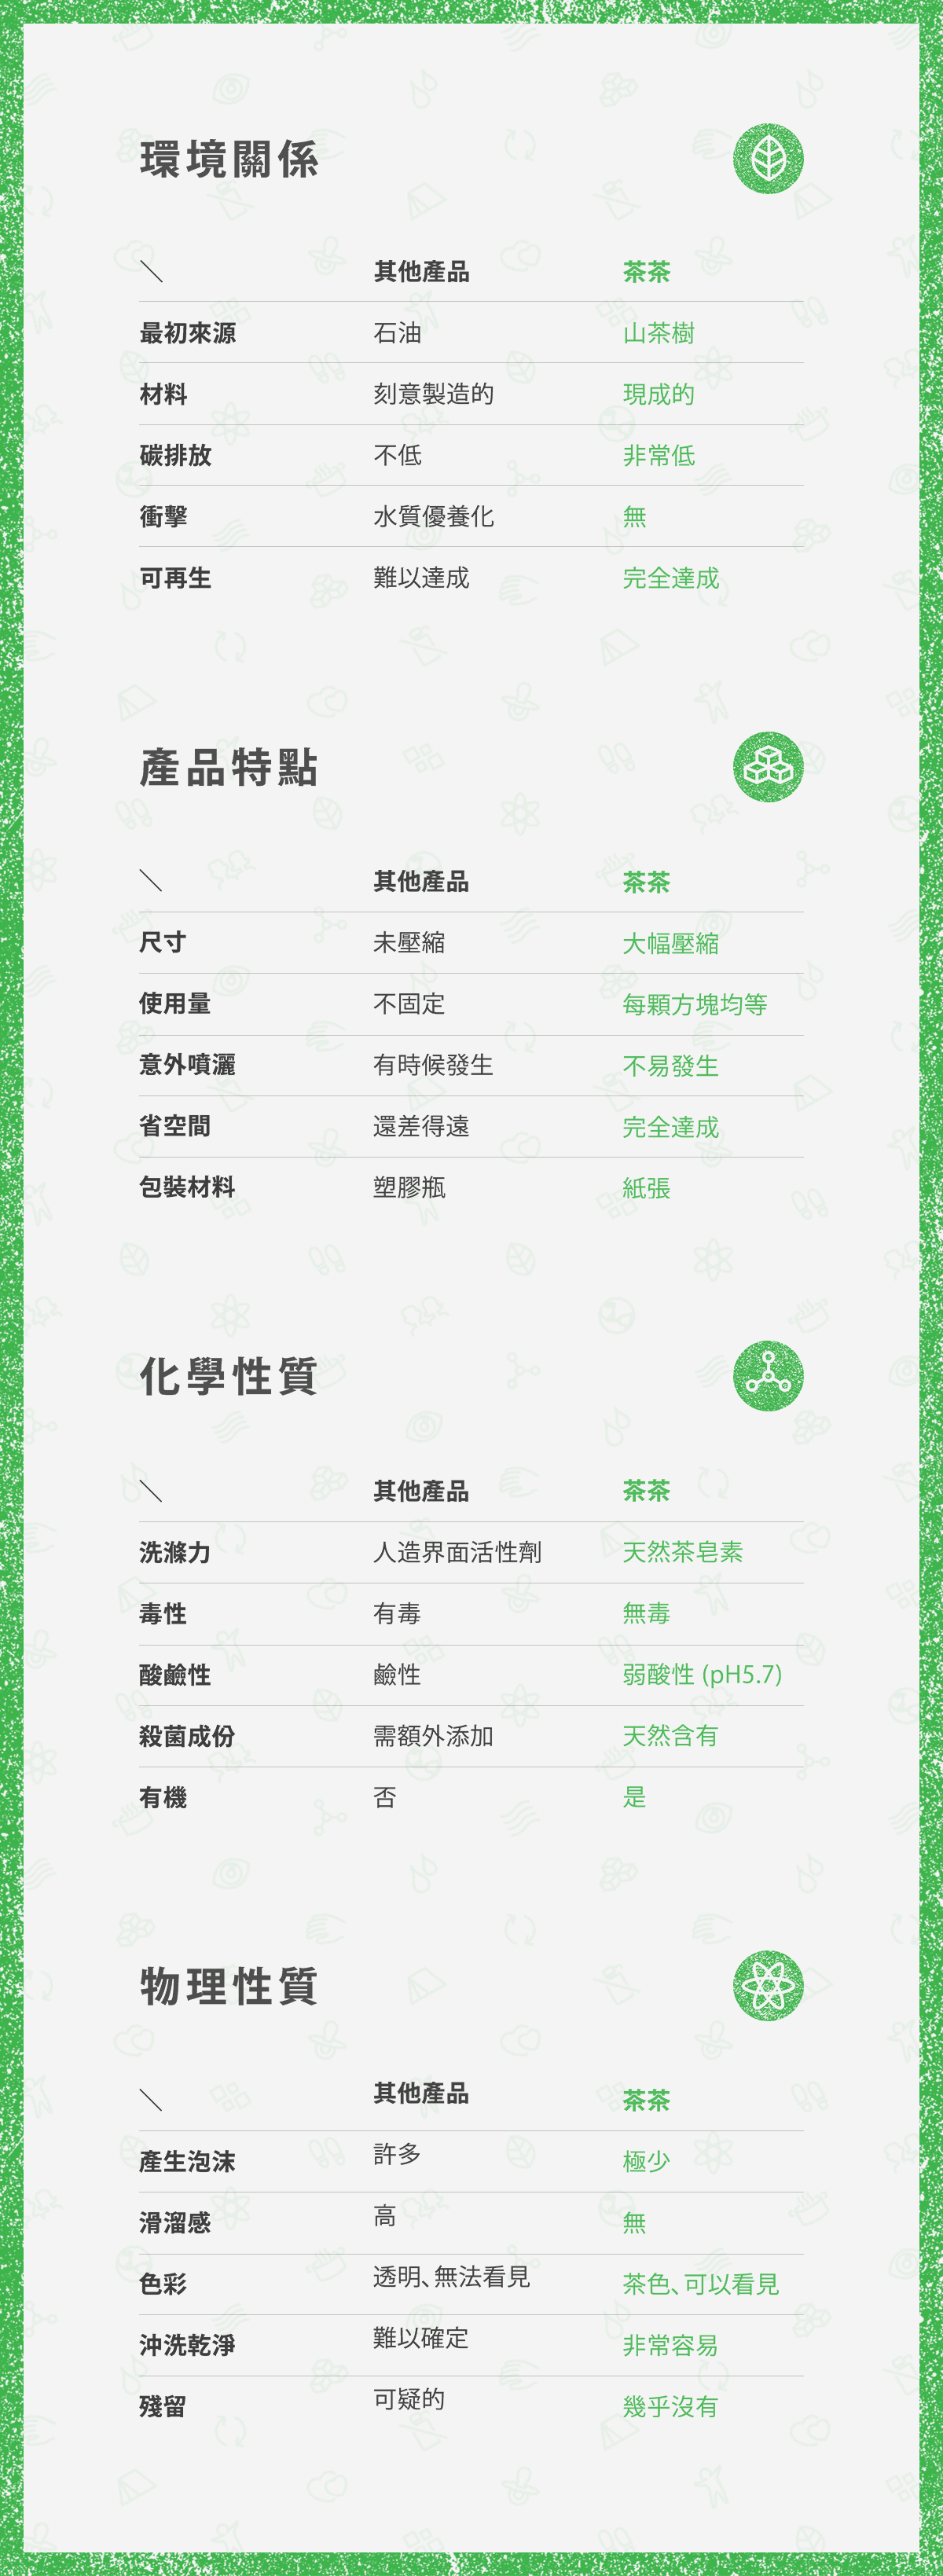 環境關係
＼ 其他產品 茶茶
最初來源 石油 山茶樹
材料 刻意製造的 現成的
碳排放 不低 非常低
衝擊 水質優養化 無
可再生 難以達成 完全達成
產品特點
＼ 其他產品 茶茶
尺寸 未壓縮 大幅壓縮
使用量 不固定 每顆方塊均等
意外噴灑 有時候發生 不易發生
省空間 還差得遠 完全達成
包裝材料 塑膠瓶 紙張
化學性質
＼ 其他產品 茶茶
洗滌力 人造界面活性劑 天然茶皂素
毒性 有毒 無毒
酸鹼性 鹼性 弱酸性 (pH5.7)
殺菌成份 需額外添加 天然含有
有機 否 是
物理性質
＼ 其他產品 茶茶
產生泡沫 許多 極少
滑溜感 高 無
色彩 透明、無法看見 茶色、可以看見
沖洗乾淨 難以確定 非常容易
殘留 可疑的 幾乎沒有